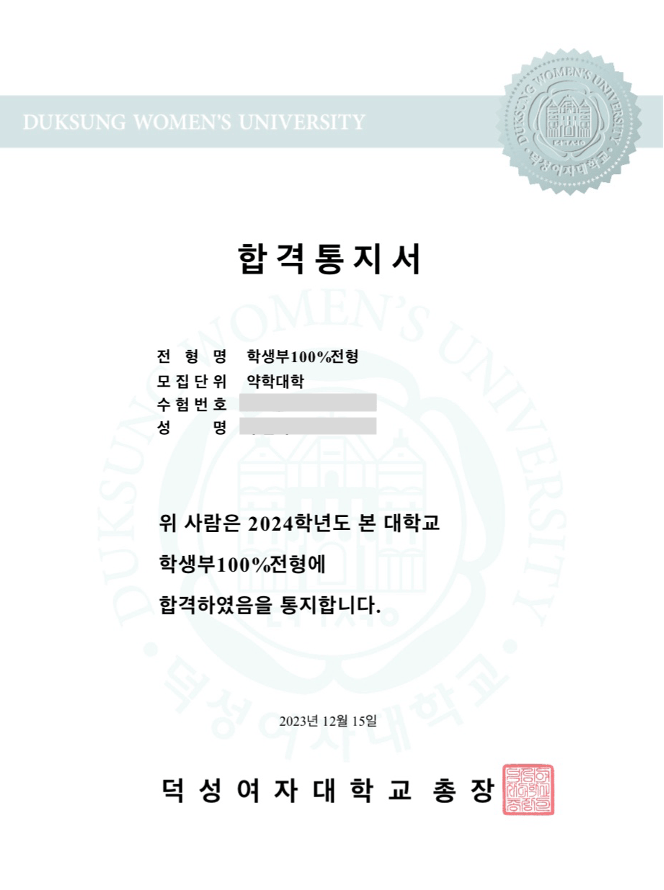 DUKSUNG WOMEN'S UNIVERSITY
DUKSUNG WOMEN'S UNIVERSITY
덕성여자대학교
합격통지서
전 형 명 학생부100%전형
모집단위 약학대학
수험번호
성 명
위 사람은 2024학년도 본 대학교
학생부100%전형에
합격하였음을 통지합니다.
DUKSUNG WOMEN'S UNIVERSITY
덕성여자대학교
2023년 12월 15일
덕성여자대학교 총장